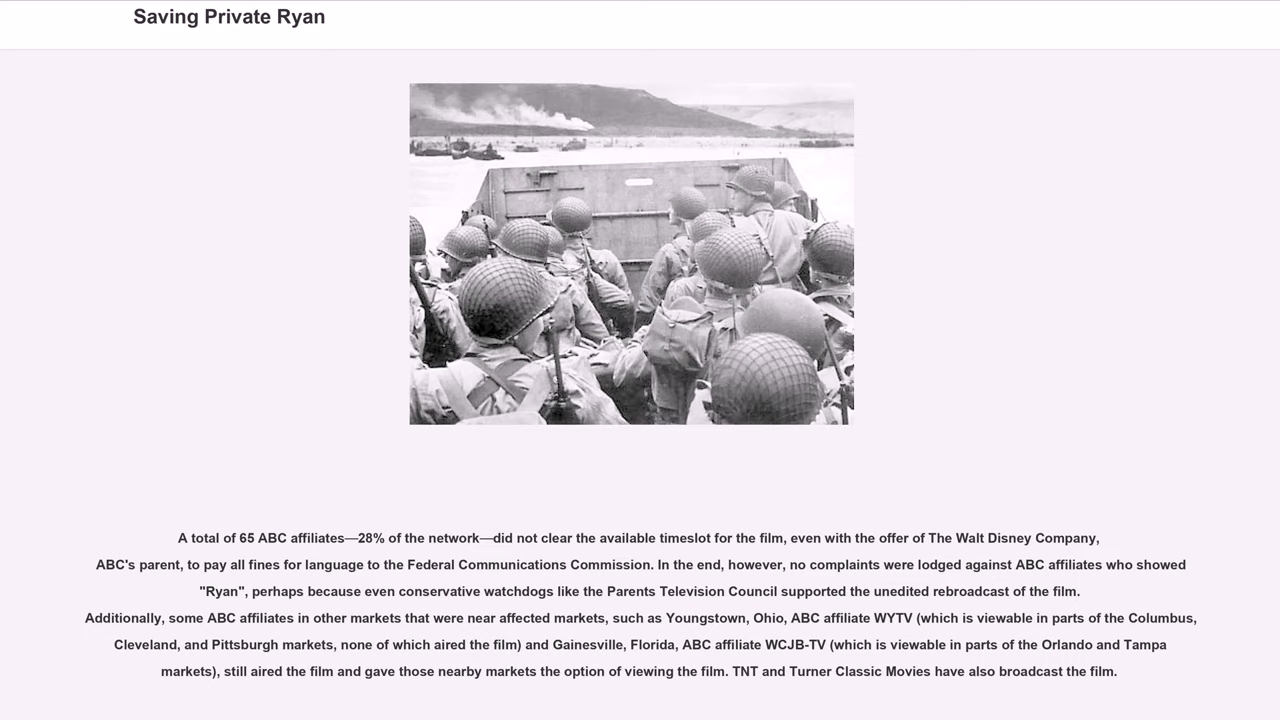 Saving Private Ryan
A total of 65 ABC affiliates—28% of the network—did not clear the available timeslot for the film, even with the offer of The Walt Disney Company,
ABC's parent, to pay all fines for language to the Federal Communications Commission. In the end, however, no complaints were lodged against ABC affiliates who showed
"Ryan", perhaps because even conservative watchdogs like the Parents Television Council supported the unedited rebroadcast of the film.
Additionally, some ABC affiliates in other markets that were near affected markets, such as Youngstown, Ohio, ABC affiliate WYTV (which is viewable in parts of the Columbus,
Cleveland, and Pittsburgh markets, none of which aired the film) and Gainesville, Florida, ABC affiliate WCJB-TV (which is viewable in parts of the Orlando and Tampa
markets), still aired the film and gave those nearby markets the option of viewing the film. TNT and Turner Classic Movies have also broadcast the film.